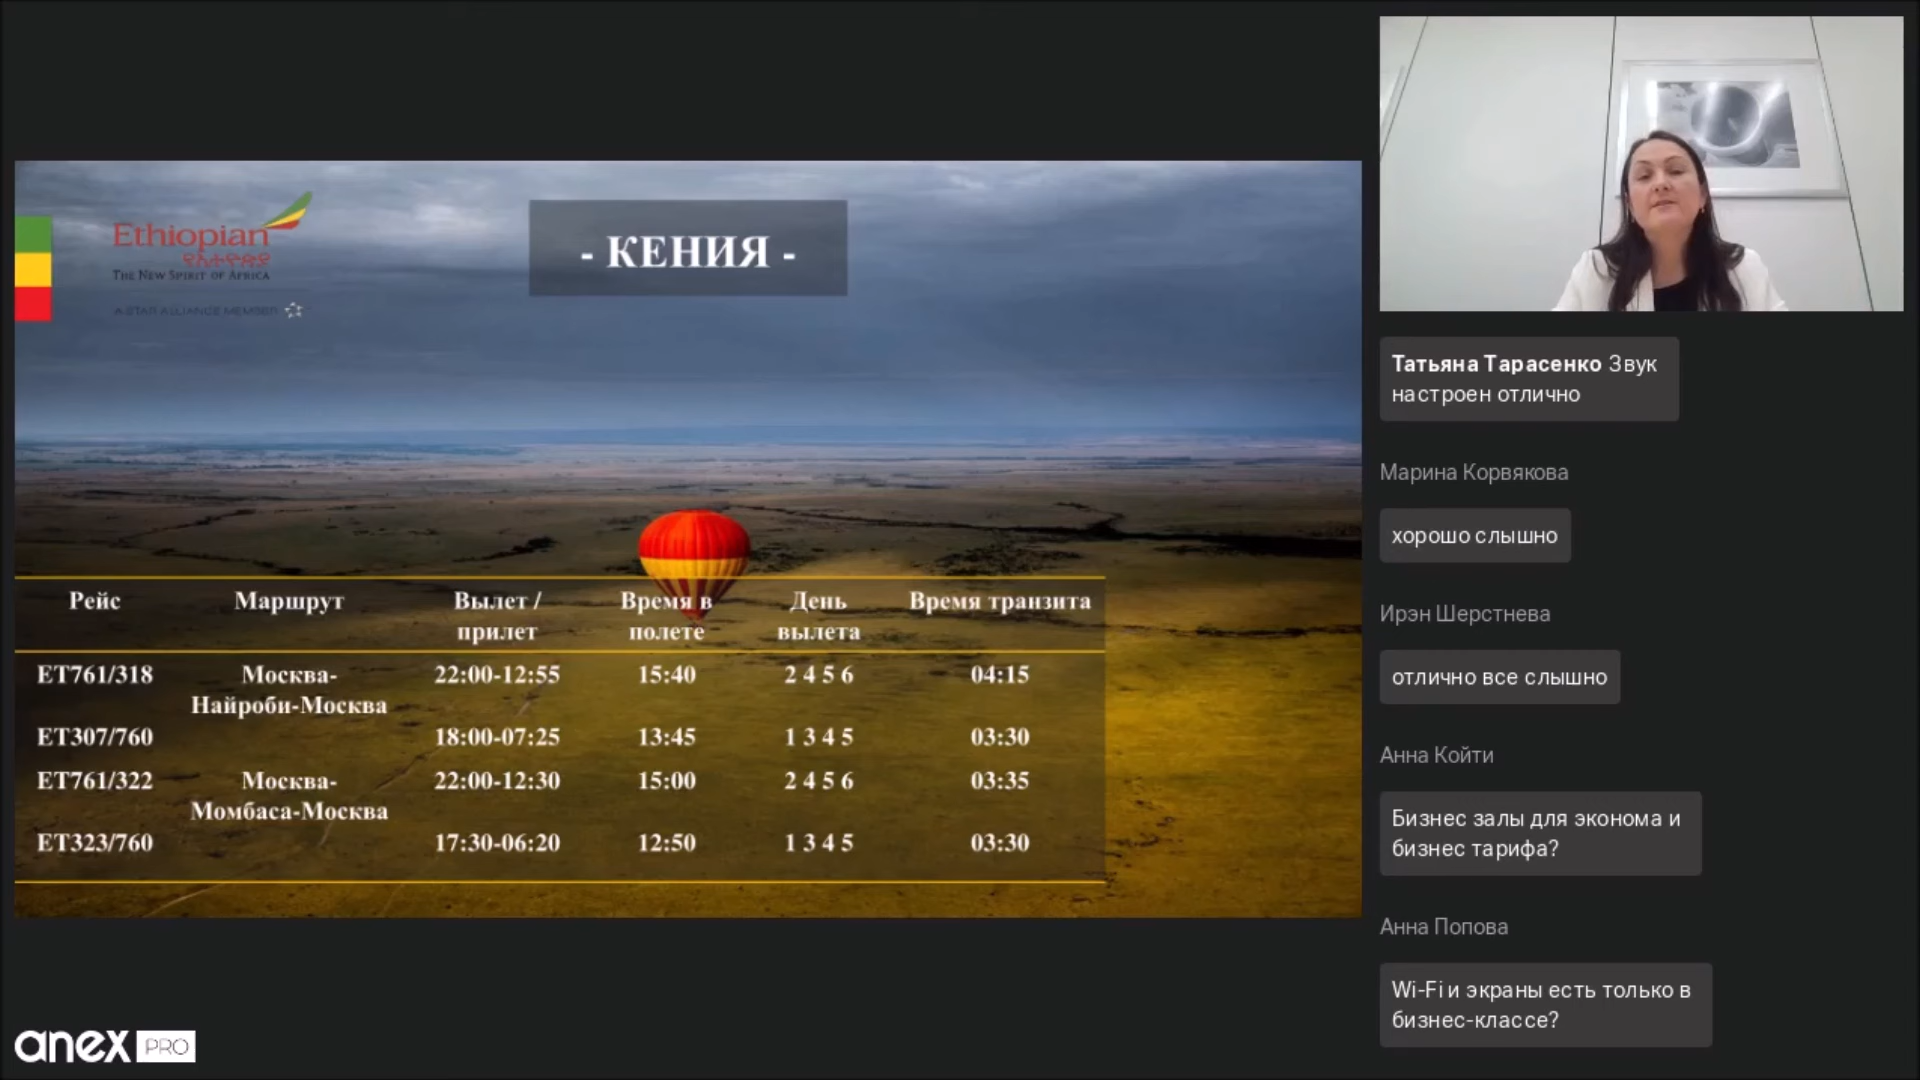 Ethiopian
የኢትዮጵያ
THE NEW SPIRIT OF AFRICA
A STAR ALLIANCE MEMBER
- КЕНИЯ -
Рейс Маршрут Вылет / прилет Время в полете День вылета Время транзита
ET761/318 Москва-Найроби-Москва 22:00-12:55 15:40 2 4 5 6 04:15
ET307/760 18:00-07:25 13:45 1 3 4 5 03:30
ET761/322 Москва-Момбаса-Москва 22:00-12:30 15:00 2 4 5 6 03:35
ET323/760 17:30-06:20 12:50 1 3 4 5 03:30
anex PRO
Татьяна Тарасенко Звук
настроен отлично
Марина Корвякова
хорошо слышно
Ирэн Шерстнева
отлично все слышно
Анна Койти
Бизнес залы для эконома и
бизнес тарифа?
Анна Попова
Wi-Fi и экраны есть только в
бизнес-классе?